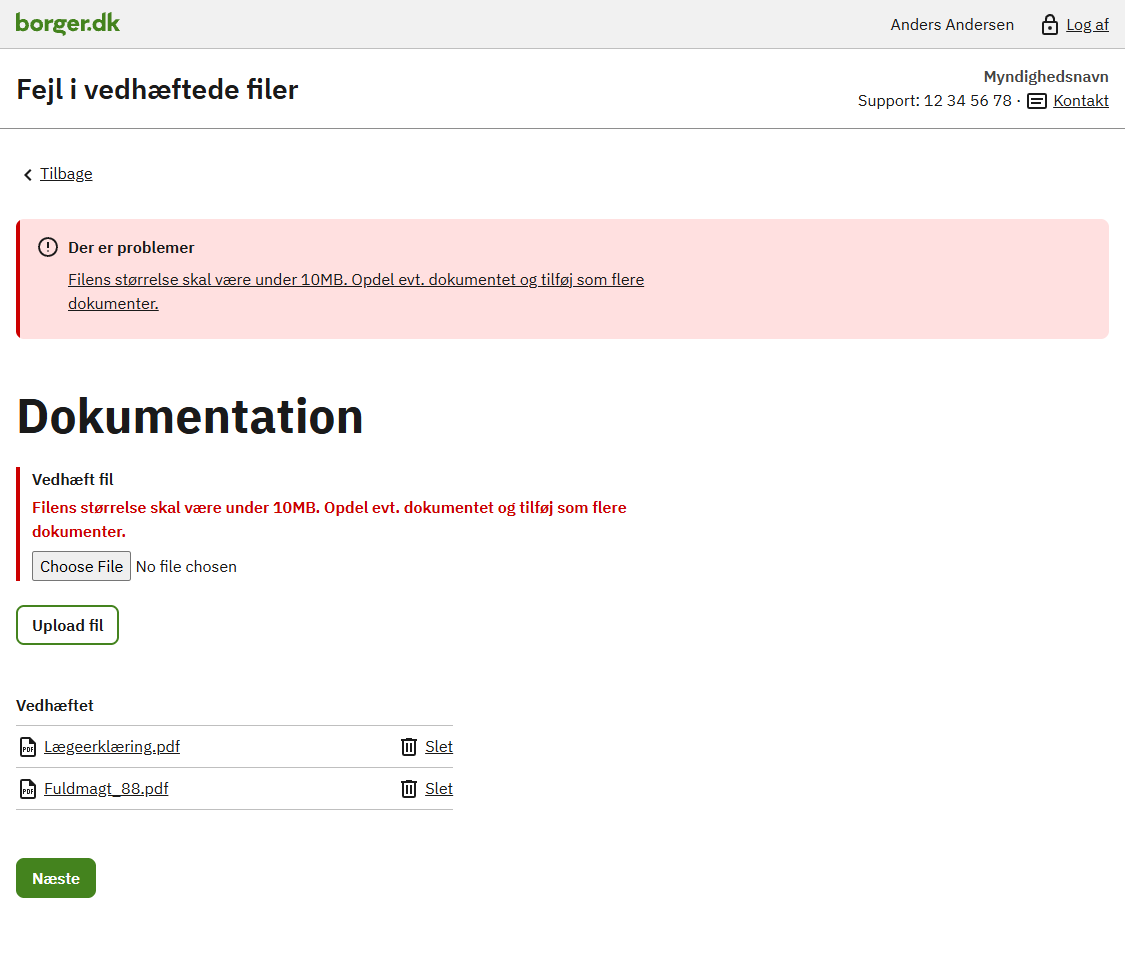 borger.dk
Anders Andersen
Log af
Fejl i vedhæftede filer
Myndighedsnavn
Support: 12 34 56 78 · Kontakt
Tilbage
Der er problemer
Filens størrelse skal være under 10MB. Opdel evt. dokumentet og tilføj som flere
dokumenter.
Dokumentation
Vedhæft fil
Filens størrelse skal være under 10MB. Opdel evt. dokumentet og tilføj som flere
dokumenter.
Choose File No file chosen
Upload fil
Vedhæftet
PDF Lægeerklæring.pdf Slet
PDF Fuldmagt_88.pdf Slet
Næste